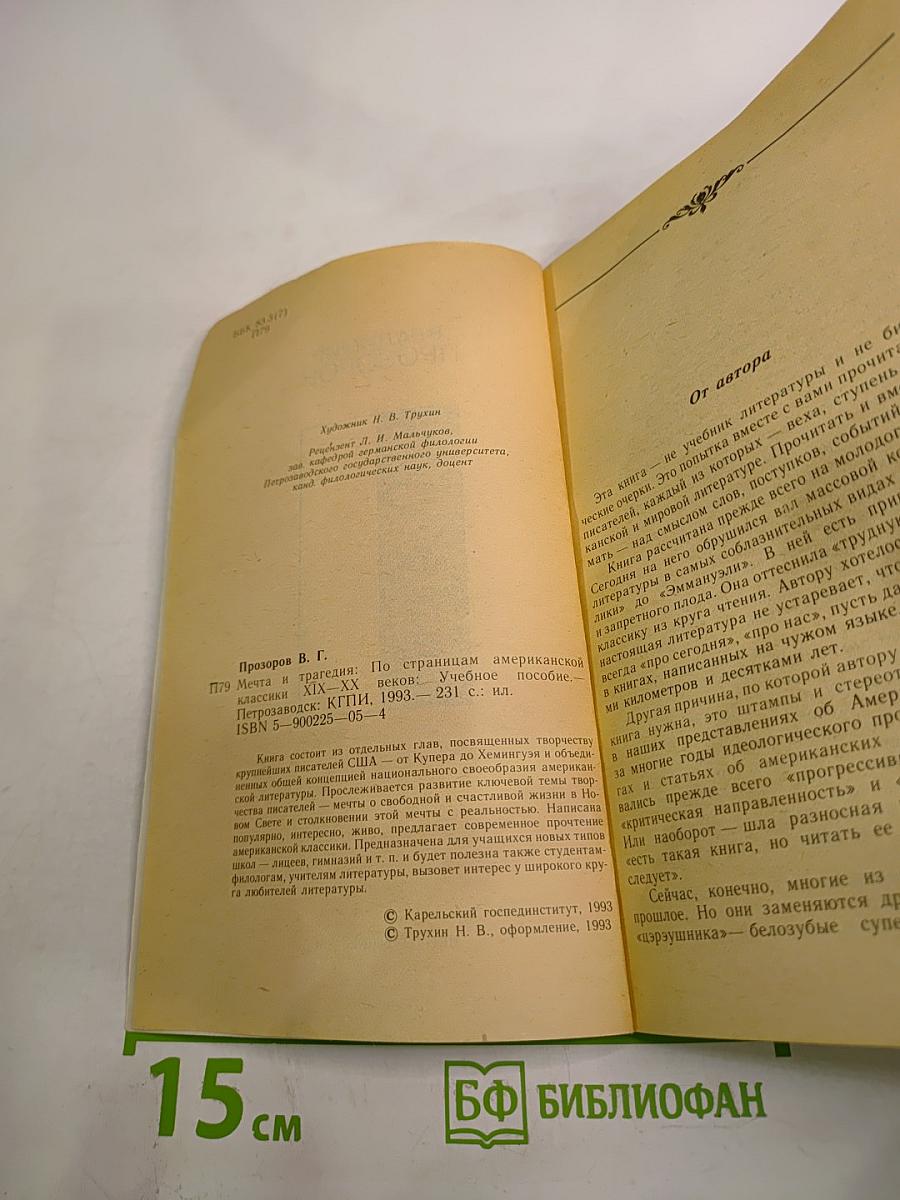 ББК 83.3(7)
П79
Художник Н. В. Трухин
Рецензент Л. И. Мальчуков,
зав. кафедрой германской филологии
Петрозаводского государственного университета,
канд. филологических наук, доцент
Прозоров В. Г.
П79 Мечта и трагедия: По страницам американской
классики XIX—XX веков: Учебное пособие.—
Петрозаводск: КГПИ, 1993.— 231 с.: ил.
ISBN 5—900225—05—4
Книга состоит из отдельных глав, посвященных творчеству
крупнейших писателей США — от Купера до Хемингуэя и объеди-
ненных общей концепцией национального своеобразия американ-
ской литературы. Прослеживается развитие ключевой темы твор-
чества писателей — мечты о свободной и счастливой жизни в Но-
вом Свете и столкновении этой мечты с реальностью. Написана
популярно, интересно, живо, предлагает современное прочтение
американской классики. Предназначена для учащихся новых типов
школ — лицеев, гимназий и т. п. и будет полезна также студентам-
филологам, учителям литературы, вызовет интерес у широкого кру-
га любителей литературы.
© Карельский госпединститут, 1993
© Трухин Н. В., оформление, 1993
От автора
Эта книга — не учебник литературы и не би
ческие очерки. Это попытка вместе с вами прочита
писателей, каждый из которых — веха, ступень
канской и мировой литературе. Прочитать и вме
мать — над смыслом слов, поступков, событий
Книга рассчитана прежде всего на молодог
Сегодня на него обрушился вал массовой ко
литературы в самых соблазнительных видах
лики» до «Эммануэли». В ней есть при
и запретного плода. Она оттеснила «трудную
классику из круга чтения. Автору хотелос
настоящая литература не устаревает, что
всегда «про сегодня», «про нас», пусть да
в книгах, написанных на чужом языке
ми километров и десятками лет.
Другая причина, по которой автору
книга нужна, это штампы и стереот
в наших представлениях об Амер
за многие годы идеологического про
гах и статьях об американских
вались прежде всего «прогрессив
«критическая направленность» и «
Или наоборот — шла разносная
«есть такая книга, но читать ее
следует».
Сейчас, конечно, многие из
прошлое. Но они заменяются др
«цэрэушника»— белозубые супе
15 см
БФ БИБЛИОФАН